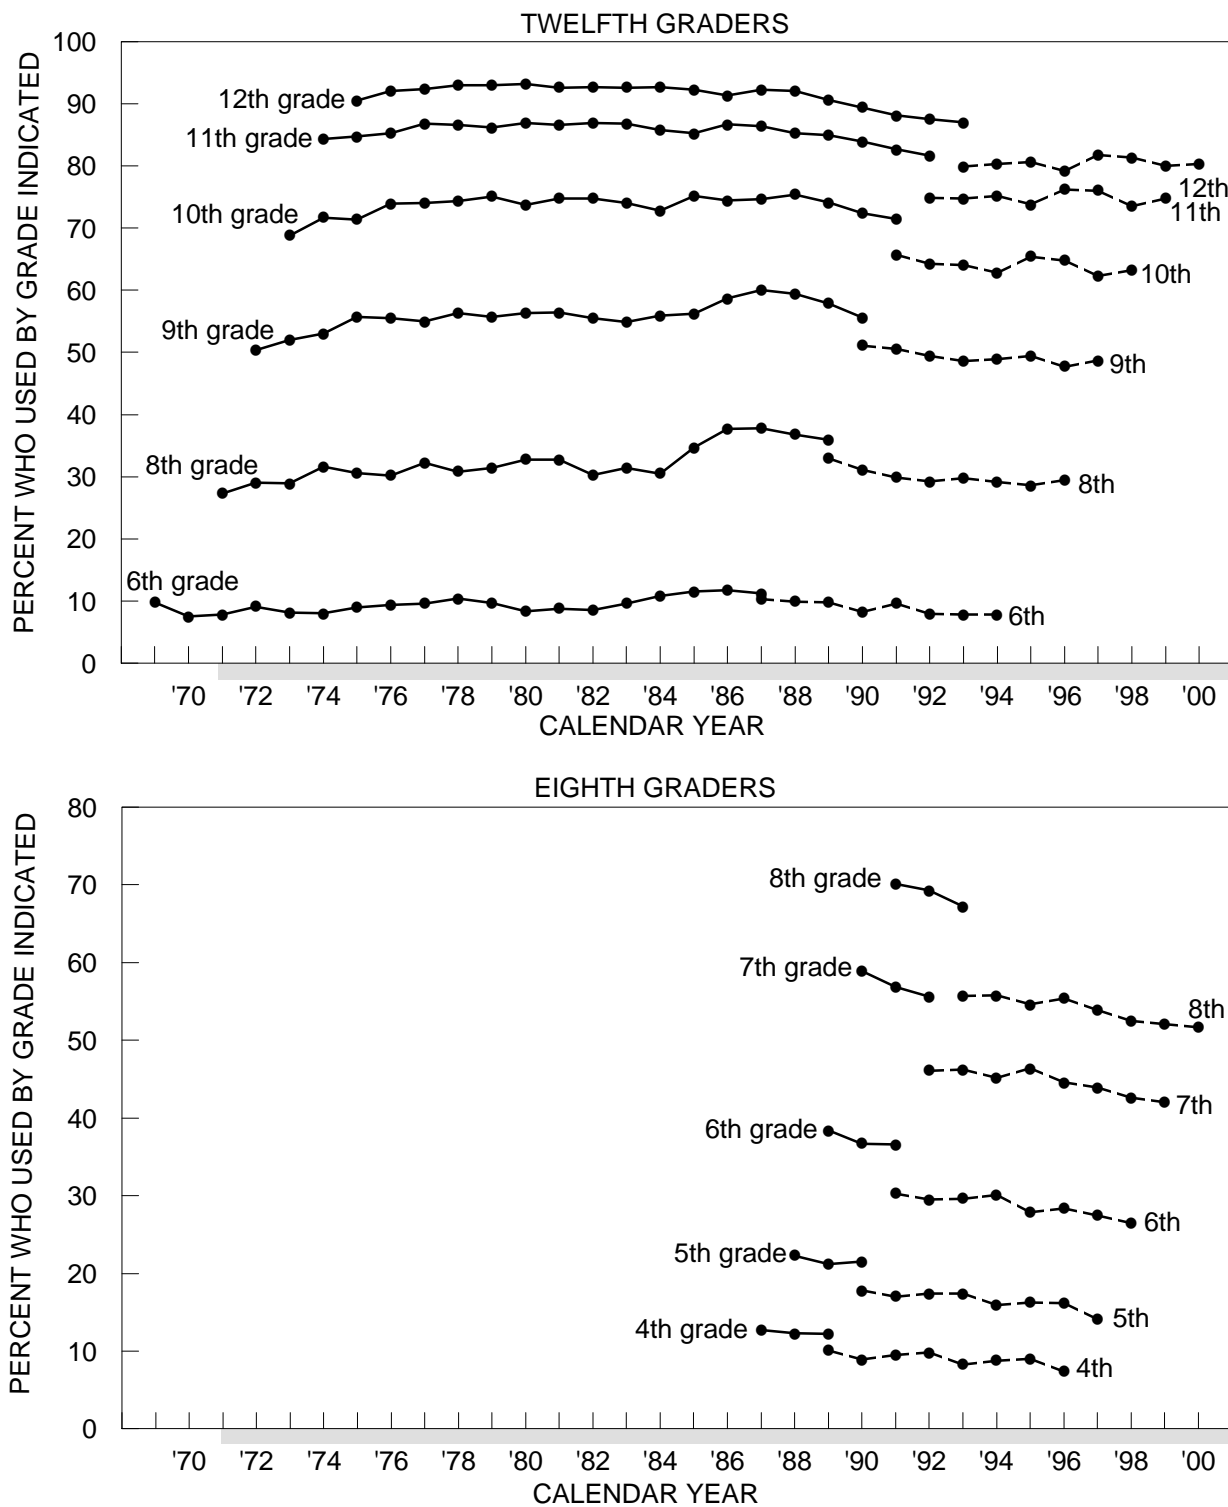 TWELFTH GRADERS
PERCENT WHO USED BY GRADE INDICATED
100
90
80
70
60
50
40
30
20
10
0
12th grade
11th grade
10th grade
9th grade
8th grade
6th grade
12th
11th
10th
9th
8th
6th
'70 '72 '74 '76 '78 '80 '82 '84 '86 '88 '90 '92 '94 '96 '98 '00
CALENDAR YEAR
EIGHTH GRADERS
PERCENT WHO USED BY GRADE INDICATED
80
70
60
50
40
30
20
10
0
8th grade
7th grade
6th grade
5th grade
4th grade
8th
7th
6th
5th
4th
'70 '72 '74 '76 '78 '80 '82 '84 '86 '88 '90 '92 '94 '96 '98 '00
CALENDAR YEAR